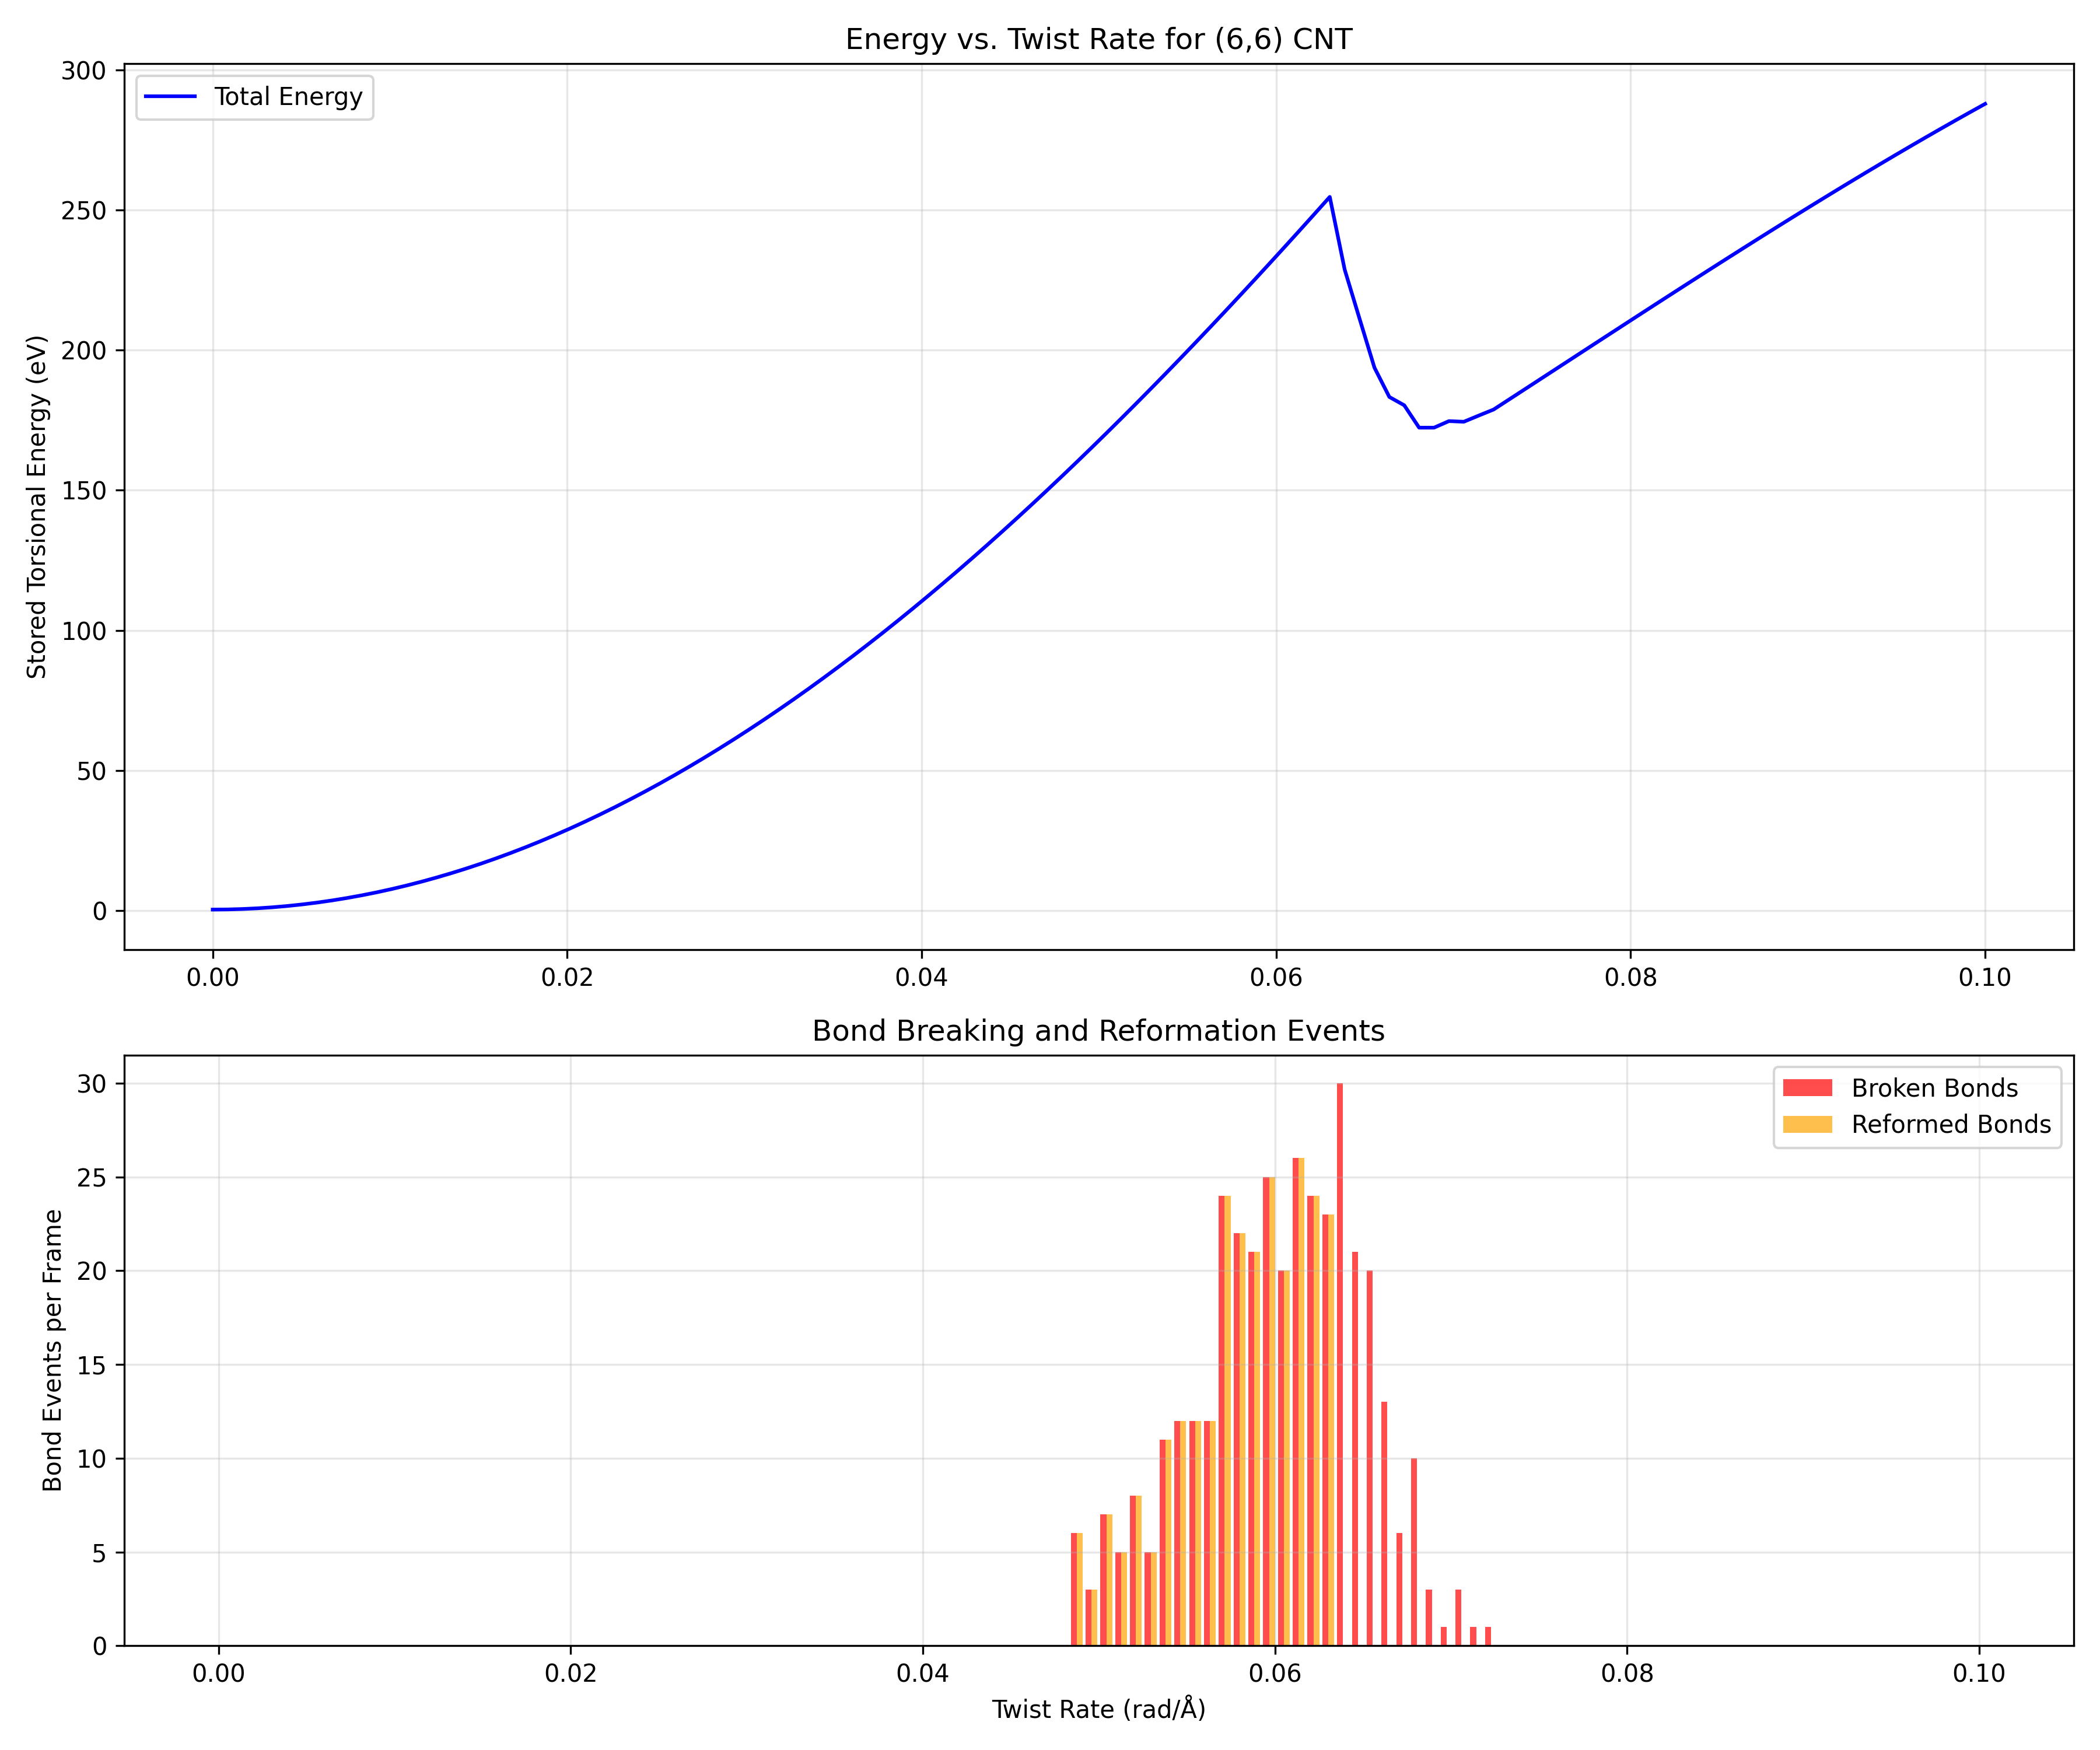 Energy vs. Twist Rate for (6,6) CNT
Total Energy
Stored Torsional Energy (eV)
300
250
200
150
100
50
0
0.00 0.02 0.04 0.06 0.08 0.10
Bond Breaking and Reformation Events
Broken Bonds
Reformed Bonds
Bond Events per Frame
30
25
20
15
10
5
0
0.00 0.02 0.04 0.06 0.08 0.10
Twist Rate (rad/Å)